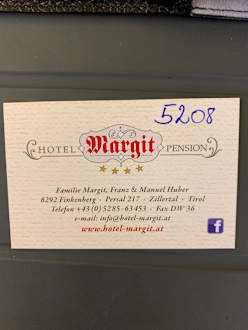 5208
HOTEL Margit PENSION
Familie Margit, Franz & Manuel Huber
6292 Finkenberg · Persal 217 · Zillertal · Tirol
Telefon +43 (0) 5285-63453 · Fax DW 36
e-mail: info@hotel-margit.at
www.hotel-margit.at
f